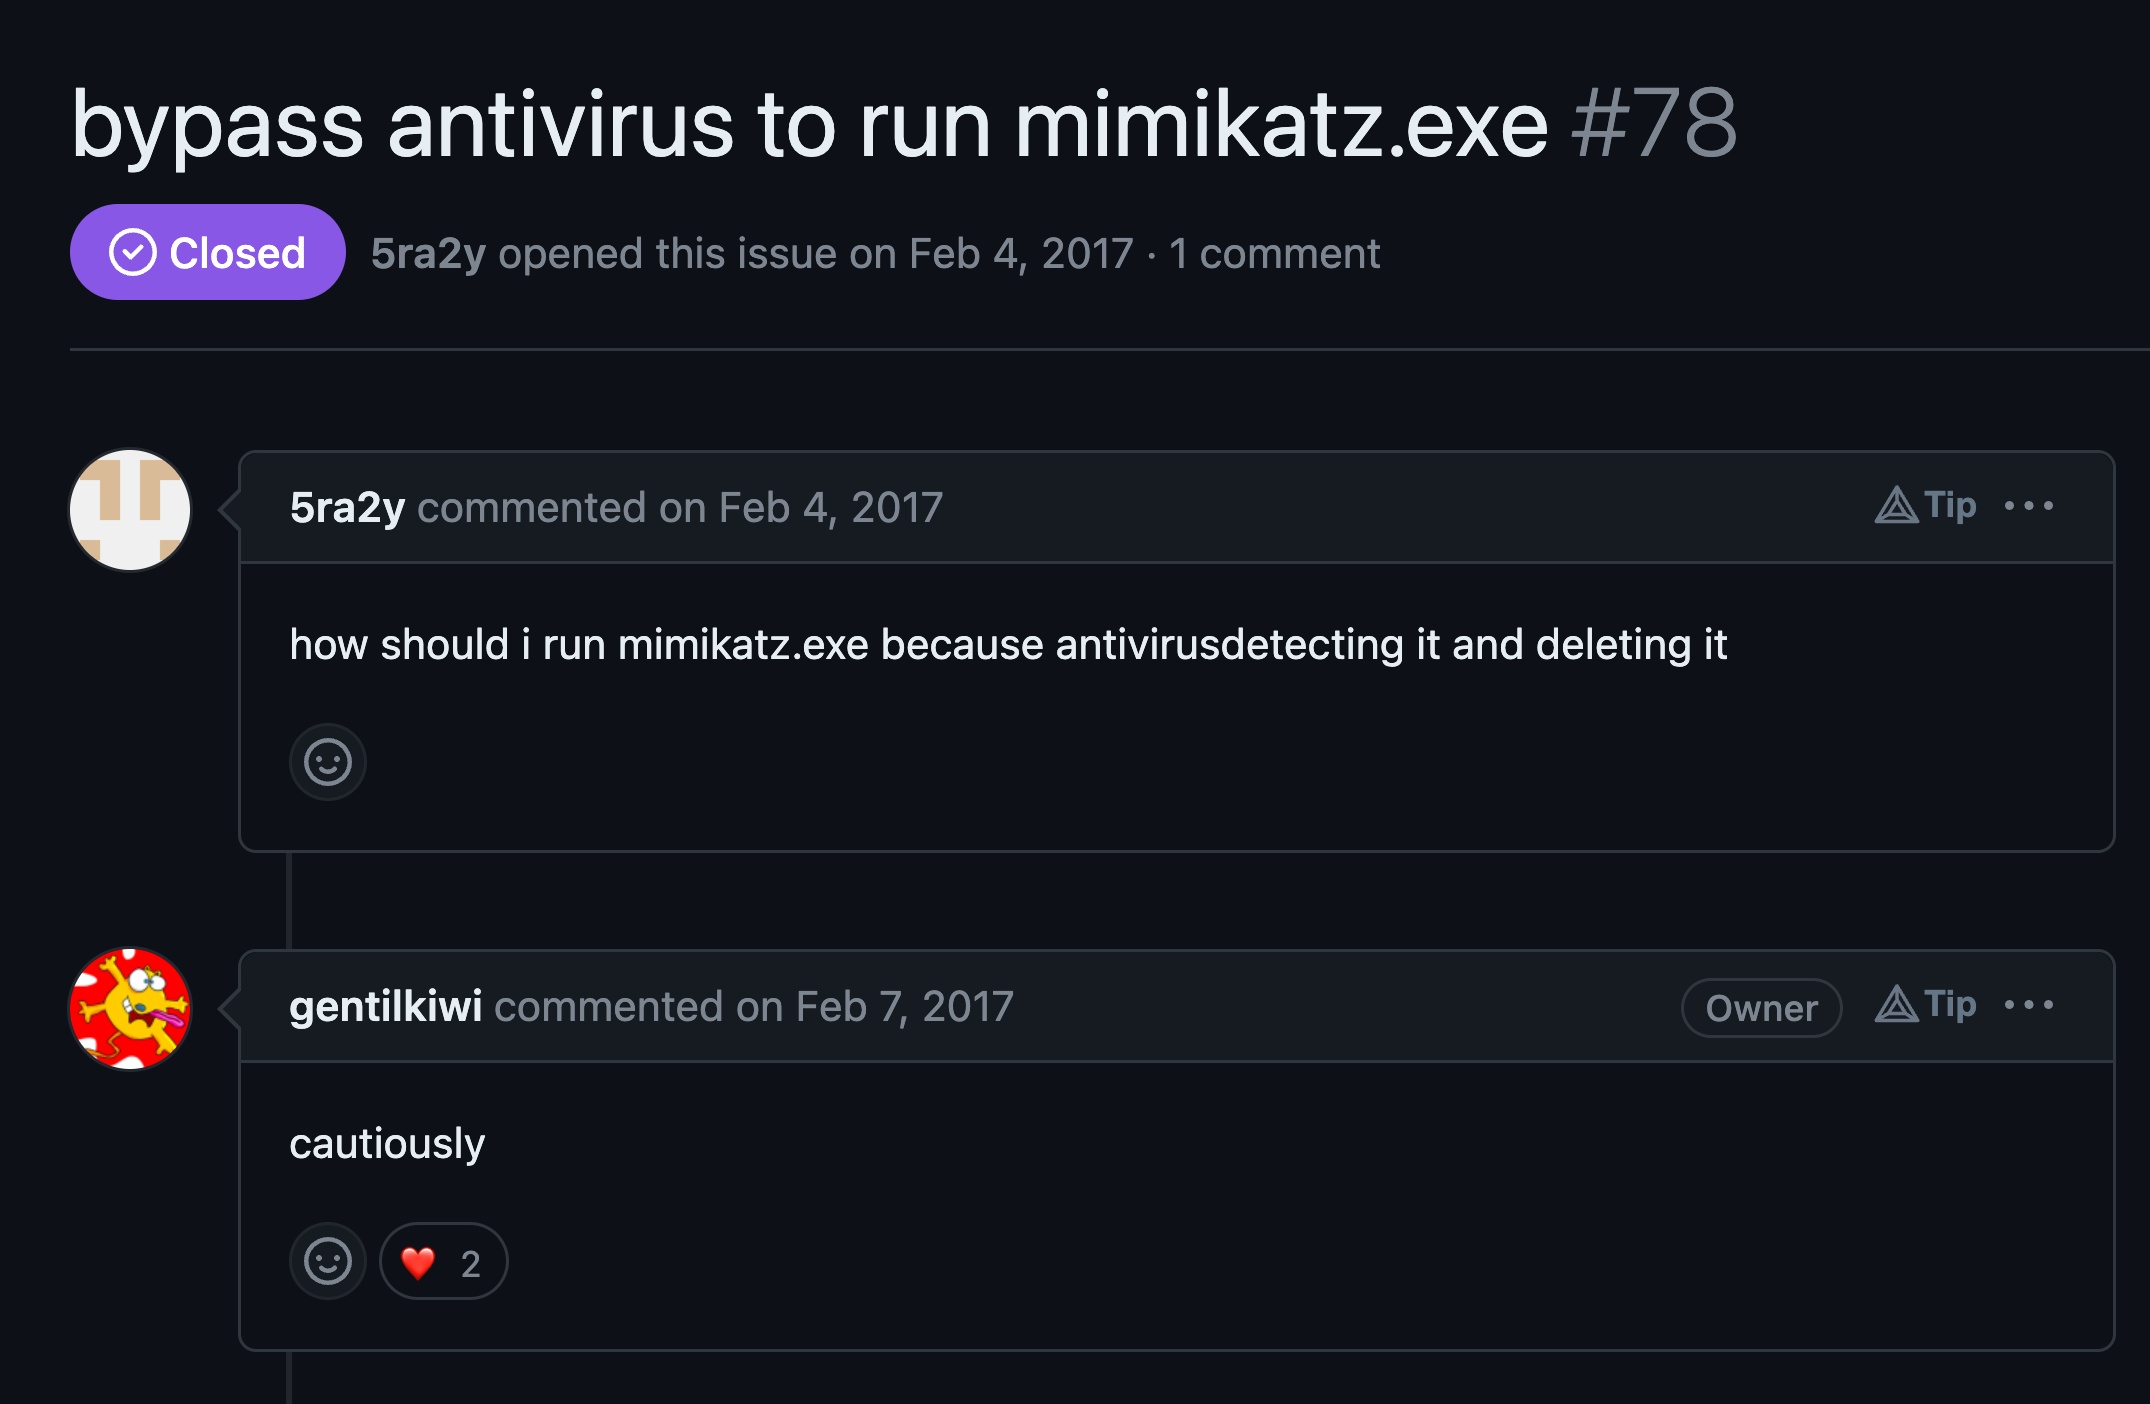 bypass antivirus to run mimikatz.exe #78
Closed 5ra2y opened this issue on Feb 4, 2017 · 1 comment
5ra2y commented on Feb 4, 2017 Tip
how should i run mimikatz.exe because antivirusdetecting it and deleting it
gentilkiwi commented on Feb 7, 2017 Owner Tip
cautiously
2